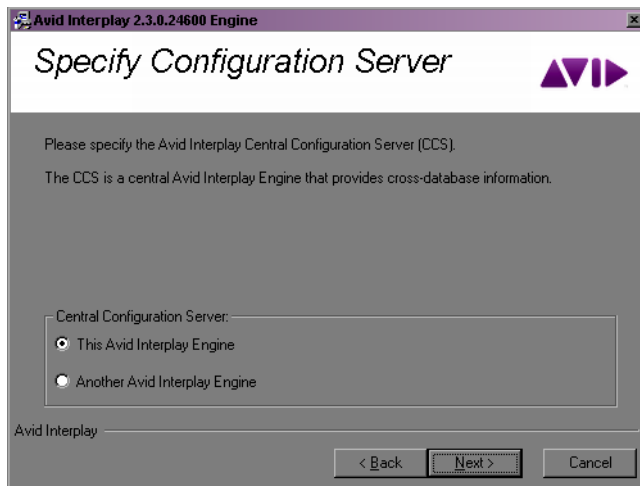 Avid Interplay 2.3.0.24600 Engine
Specify Configuration Server
AVID
Please specify the Avid Interplay Central Configuration Server (CCS).
The CCS is a central Avid Interplay Engine that provides cross-database information.
Central Configuration Server:
This Avid Interplay Engine
Another Avid Interplay Engine
Avid Interplay
< Back Next > Cancel